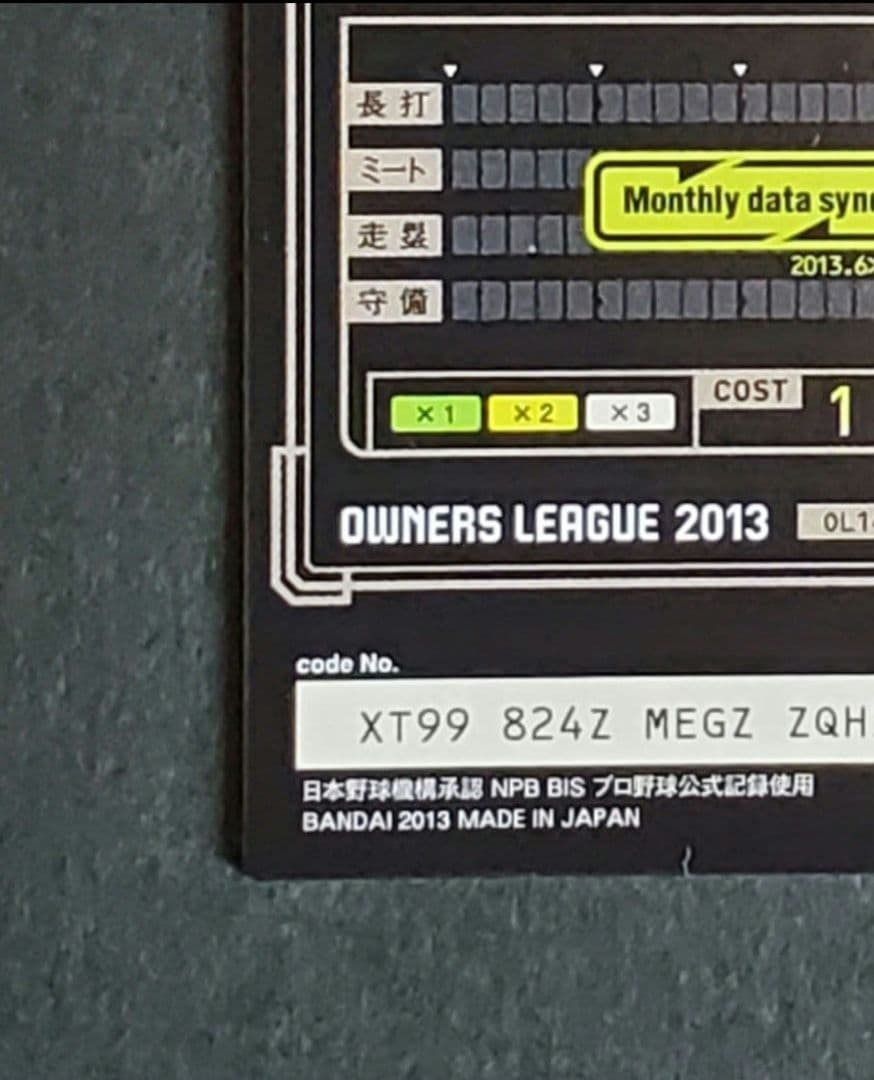 長打
ミート
Monthly data sync
走塁
2013.6
守備
×1 ×2 ×3 COST 1
OWNERS LEAGUE 2013 OL1
code No.
XT99 824Z MEGZ ZQH
日本野球機構承認 NPB BIS プロ野球公式記録使用
BANDAI 2013 MADE IN JAPAN